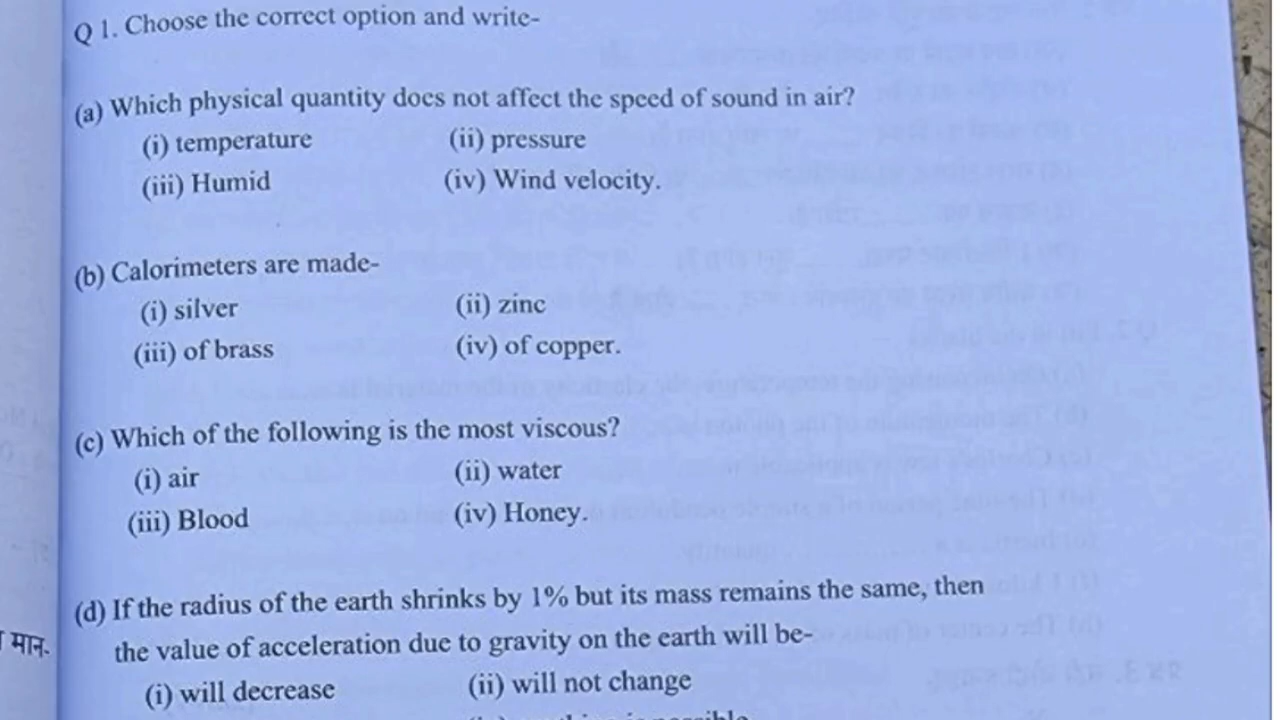 Q 1. Choose the correct option and write-
(a) Which physical quantity does not affect the speed of sound in air?
(i) temperature (ii) pressure
(iii) Humid (iv) Wind velocity.
(b) Calorimeters are made-
(i) silver (ii) zinc
(iii) of brass (iv) of copper.
(c) Which of the following is the most viscous?
(i) air (ii) water
(iii) Blood (iv) Honey.
(d) If the radius of the earth shrinks by 1% but its mass remains the same, then
मान-
the value of acceleration due to gravity on the earth will be-
(i) will decrease (ii) will not change